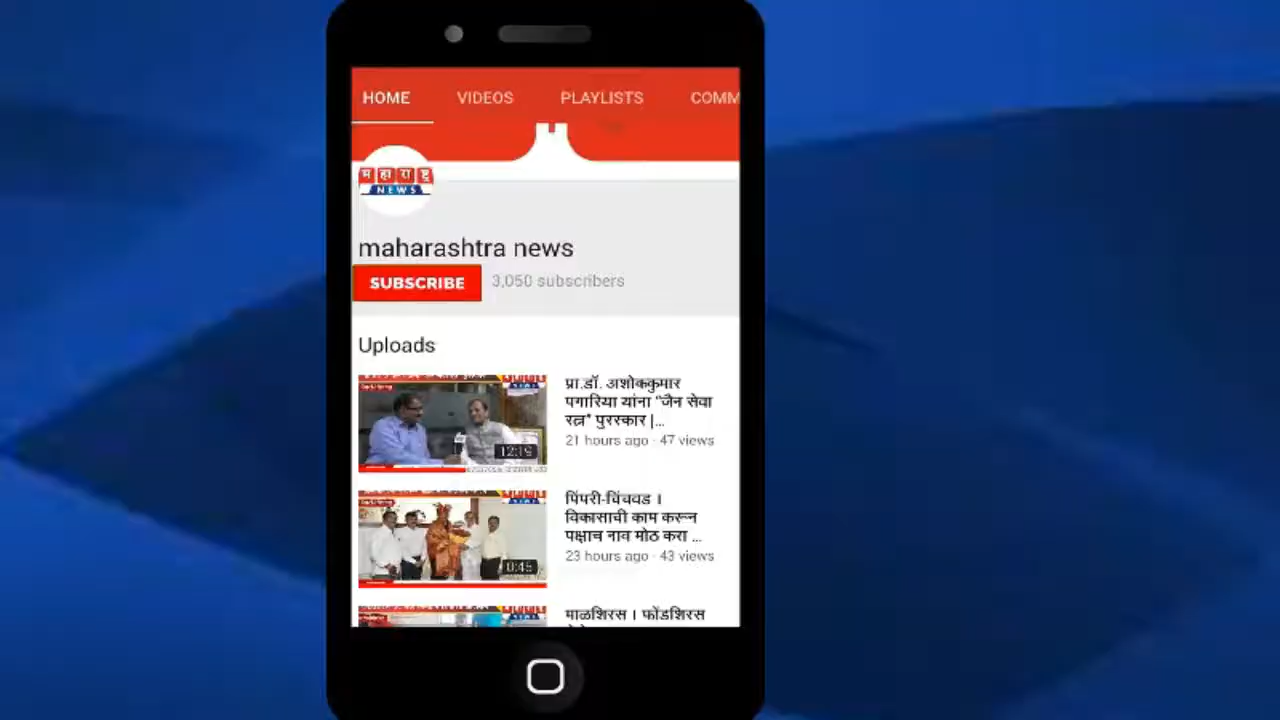 HOME VIDEOS PLAYLISTS COMM
म हा रा ष्ट्र
NEWS
maharashtra news
SUBSCRIBE 3,050 subscribers
Uploads
प्रा.डॉ. अशोककुमार
पगारिया यांना "जैन सेवा
रत्न" पुररकार |...
21 hours ago · 47 views
12:19
पिंपरी-चिंचवड ।
विकासाची काम करून
पक्षाच नाव मोठ करा ...
23 hours ago · 43 views
0:45
माळशिरस । फोंडशिरस